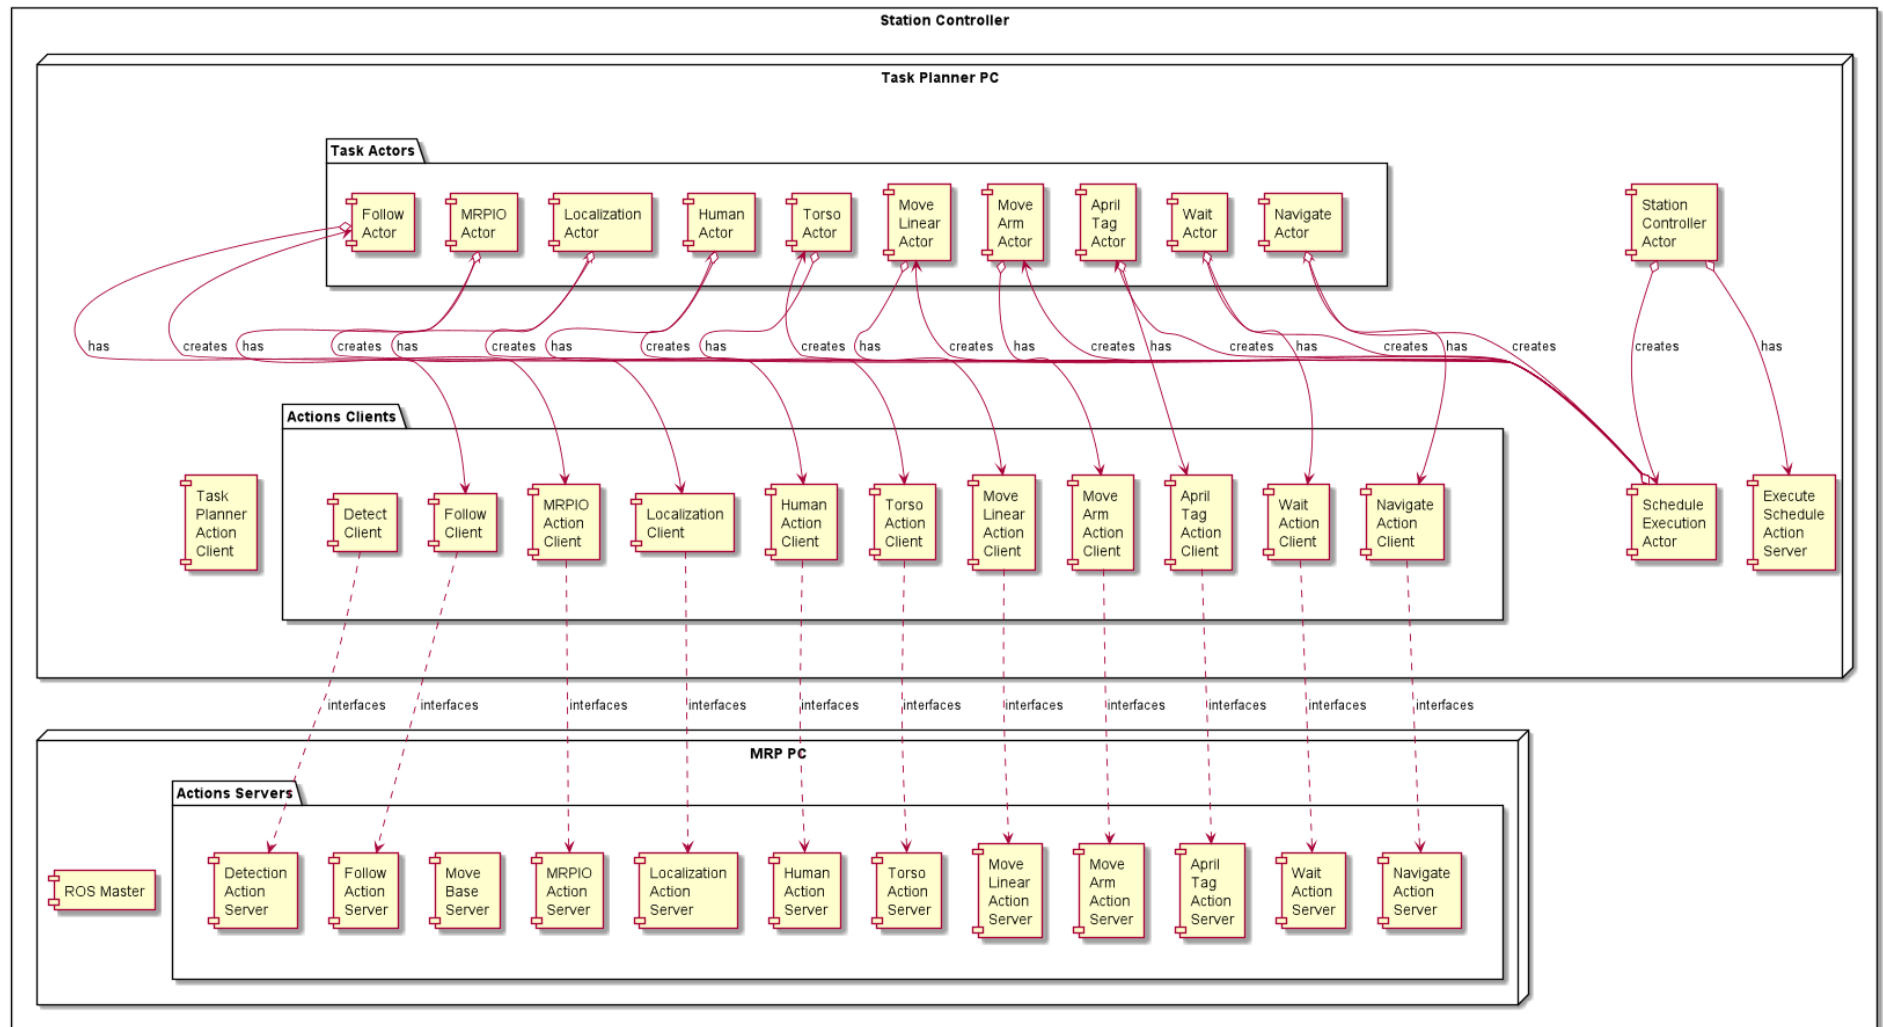 Station Controller
Task Planner PC
Task Actors
Follow
Actor
MRPIO
Actor
Localization
Actor
Human
Actor
Torso
Actor
Move
Linear
Actor
Move
Arm
Actor
April
Tag
Actor
Wait
Actor
Navigate
Actor
Station
Controller
Actor
has
creates
has
creates
has
creates
has
creates
has
creates
has
creates
has
creates
has
creates
has
creates
has
creates
creates
has
Actions Clients
Task
Planner
Action
Client
Detect
Client
Follow
Client
MRPIO
Action
Client
Localization
Client
Human
Action
Client
Torso
Action
Client
Move
Linear
Action
Client
Move
Arm
Action
Client
April
Tag
Action
Client
Wait
Action
Client
Navigate
Action
Client
Schedule
Execution
Actor
Execute
Schedule
Action
Server
interfaces
interfaces
interfaces
interfaces
interfaces
interfaces
interfaces
interfaces
interfaces
interfaces
interfaces
MRP PC
Actions Servers
ROS Master
Detection
Action
Server
Follow
Action
Server
Move
Base
Server
MRPIO
Action
Server
Localization
Action
Server
Human
Action
Server
Torso
Action
Server
Move
Linear
Action
Server
Move
Arm
Action
Server
April
Tag
Action
Server
Wait
Action
Server
Navigate
Action
Server